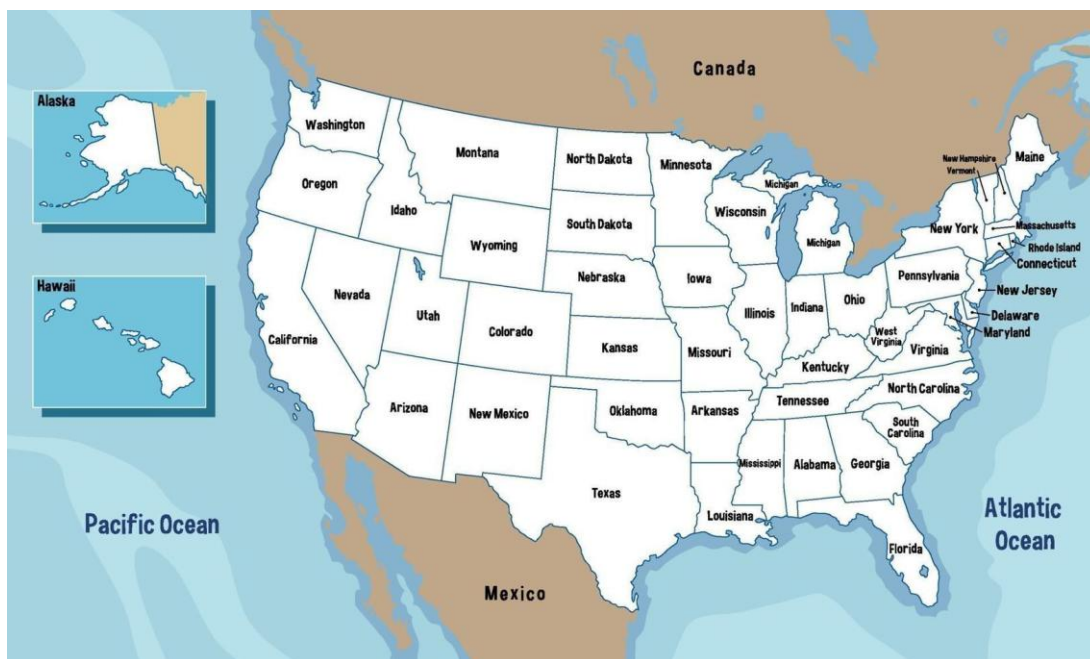 Canada
Alaska
Washington
Montana
North Dakota
Minnesota
New Hampshire
Vermont
Maine
Oregon
Idaho
Wyoming
South Dakota
Wisconsin
Michigan
Michigan
New York
Massachusetts
Rhode Island
Connecticut
Hawaii
Nevada
Utah
Colorado
Nebraska
Iowa
Illinois
Indiana
Ohio
Pennsylvania
New Jersey
Delaware
Maryland
California
Kansas
Missouri
Kentucky
West
Virginia
Virginia
Arizona
New Mexico
Oklahoma
Arkansas
Tennessee
North Carolina
South
Carolina
Texas
Louisiana
Mississippi
Alabama
Georgia
Florida
Pacific Ocean
Atlantic
Ocean
Mexico